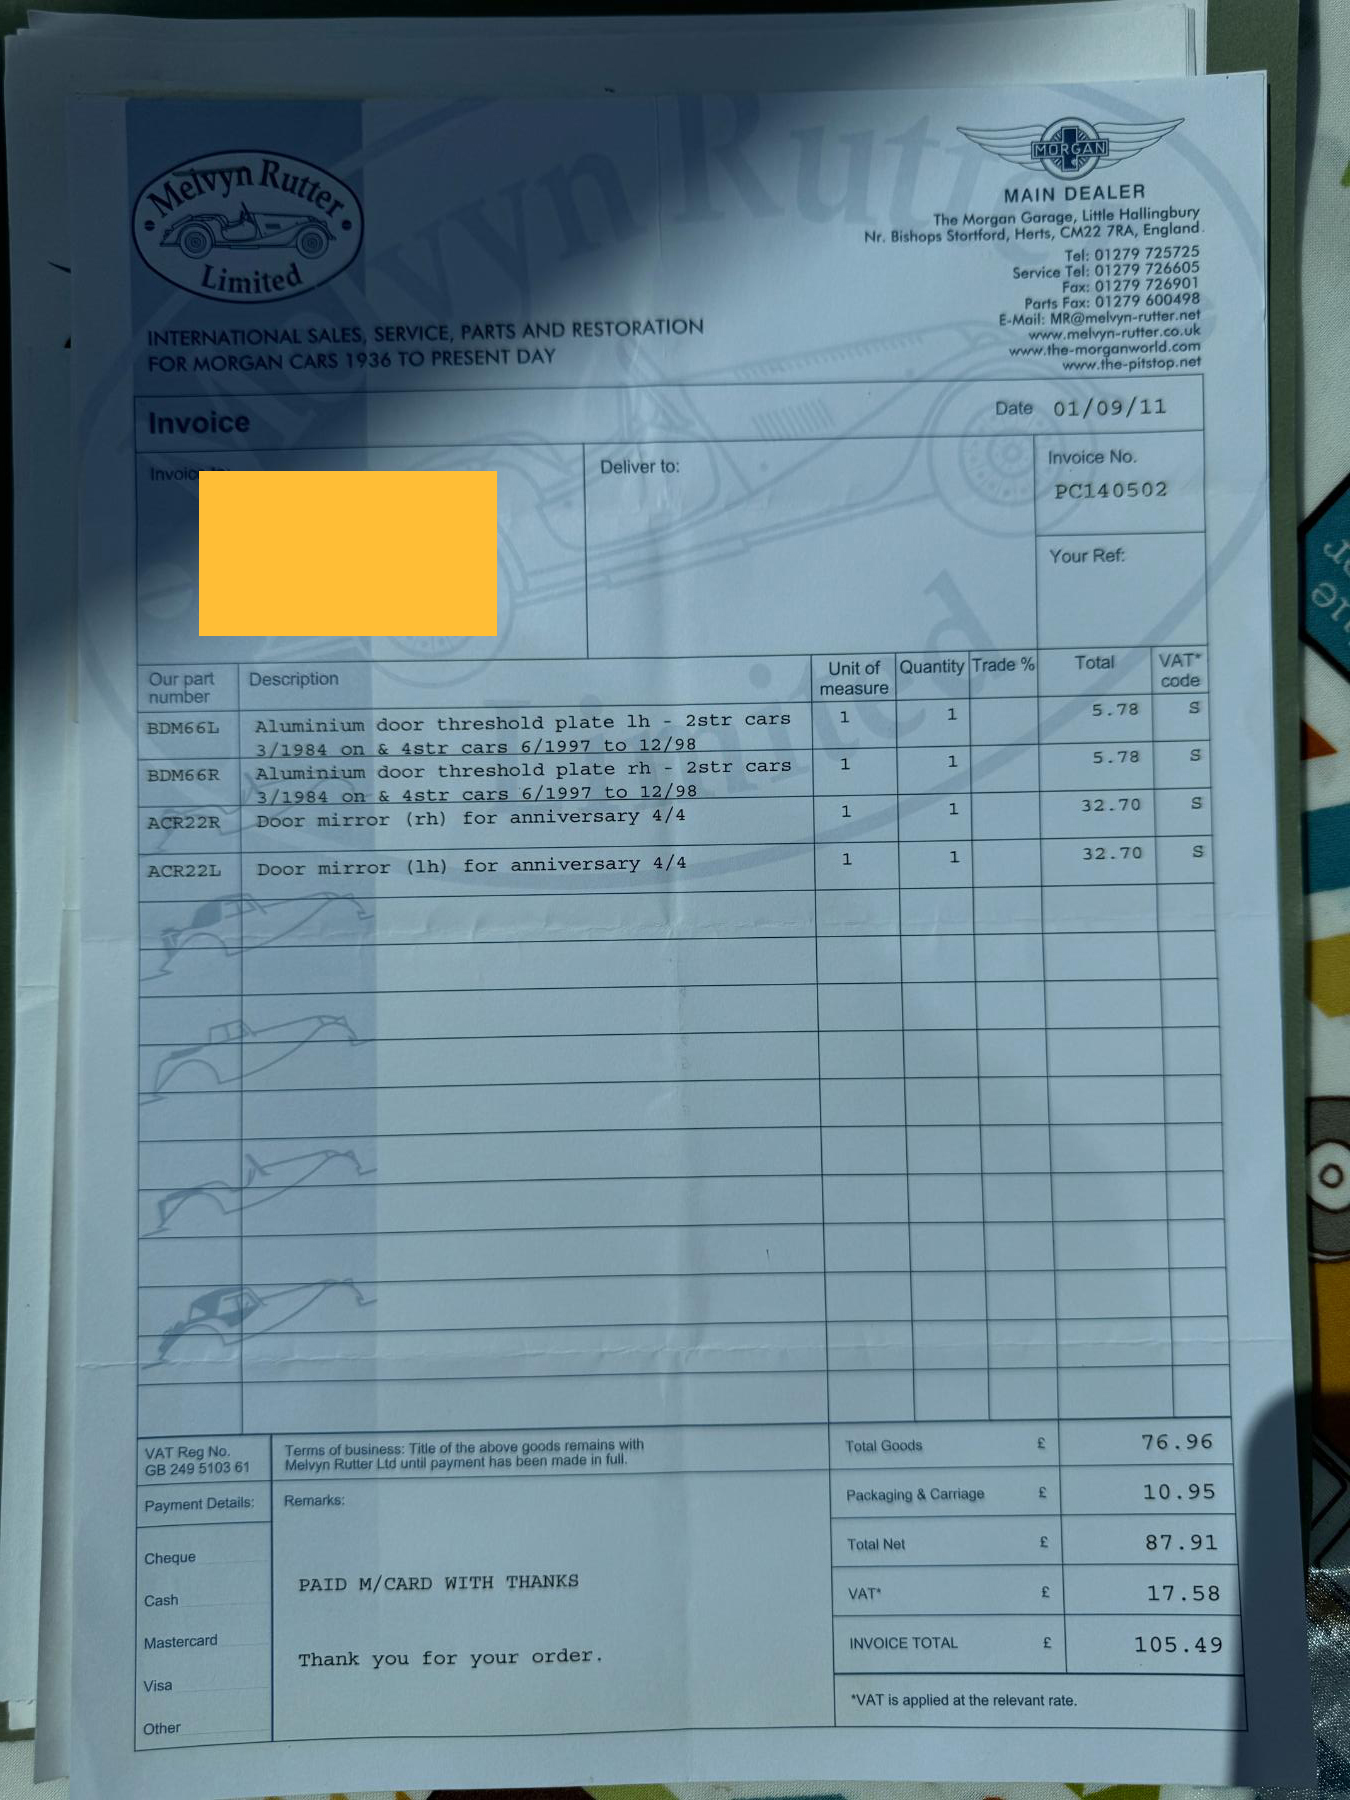 Melvyn Rutter
Limited
MORGAN
MAIN DEALER
The Morgan Garage, Little Hallingbury
Nr. Bishops Stortford, Herts, CM22 7RA, England.
Tel: 01279 725725
Service Tel: 01279 726605
Fax: 01279 726901
Parts Fax: 01279 600498
E-Mail: MR@melvyn-rutter.net
www.melvyn-rutter.co.uk
www.the-morganworld.com
www.the-pitstop.net
INTERNATIONAL SALES, SERVICE, PARTS AND RESTORATION
FOR MORGAN CARS 1936 TO PRESENT DAY
Melvyn Rutter
Limited
Invoice Date 01/09/11
Invoice to: Deliver to: Invoice No.
PC140502
Your Ref:
Our part number Description Unit of measure Quantity Trade % Total VAT* code
BDM66L Aluminium door threshold plate lh - 2str cars 1 1 5.78 S
3/1984 on & 4str cars 6/1997 to 12/98
BDM66R Aluminium door threshold plate rh - 2str cars 1 1 5.78 S
3/1984 on & 4str cars 6/1997 to 12/98
ACR22R Door mirror (rh) for anniversary 4/4 1 1 32.70 S
ACR22L Door mirror (lh) for anniversary 4/4 1 1 32.70 S
VAT Reg No.
GB 249 5103 61
Terms of business: Title of the above goods remains with
Melvyn Rutter Ltd until payment has been made in full.
Payment Details:
Cheque
Cash
Mastercard
Visa
Other
Remarks:
PAID M/CARD WITH THANKS
Thank you for your order.
Total Goods £ 76.96
Packaging & Carriage £ 10.95
Total Net £ 87.91
VAT* £ 17.58
INVOICE TOTAL £ 105.49
*VAT is applied at the relevant rate.